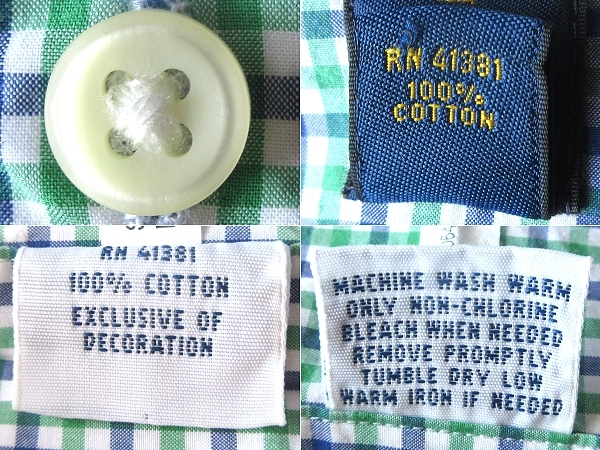 RN 41381
100%
COTTON
RN 41381
100% COTTON
EXCLUSIVE OF
DECORATION
MACHINE WASH WARM
ONLY NON-CHLORINE
BLEACH WHEN NEEDED
REMOVE PROMPTLY
TUMBLE DRY LOW
WARM IRON IF NEEDED